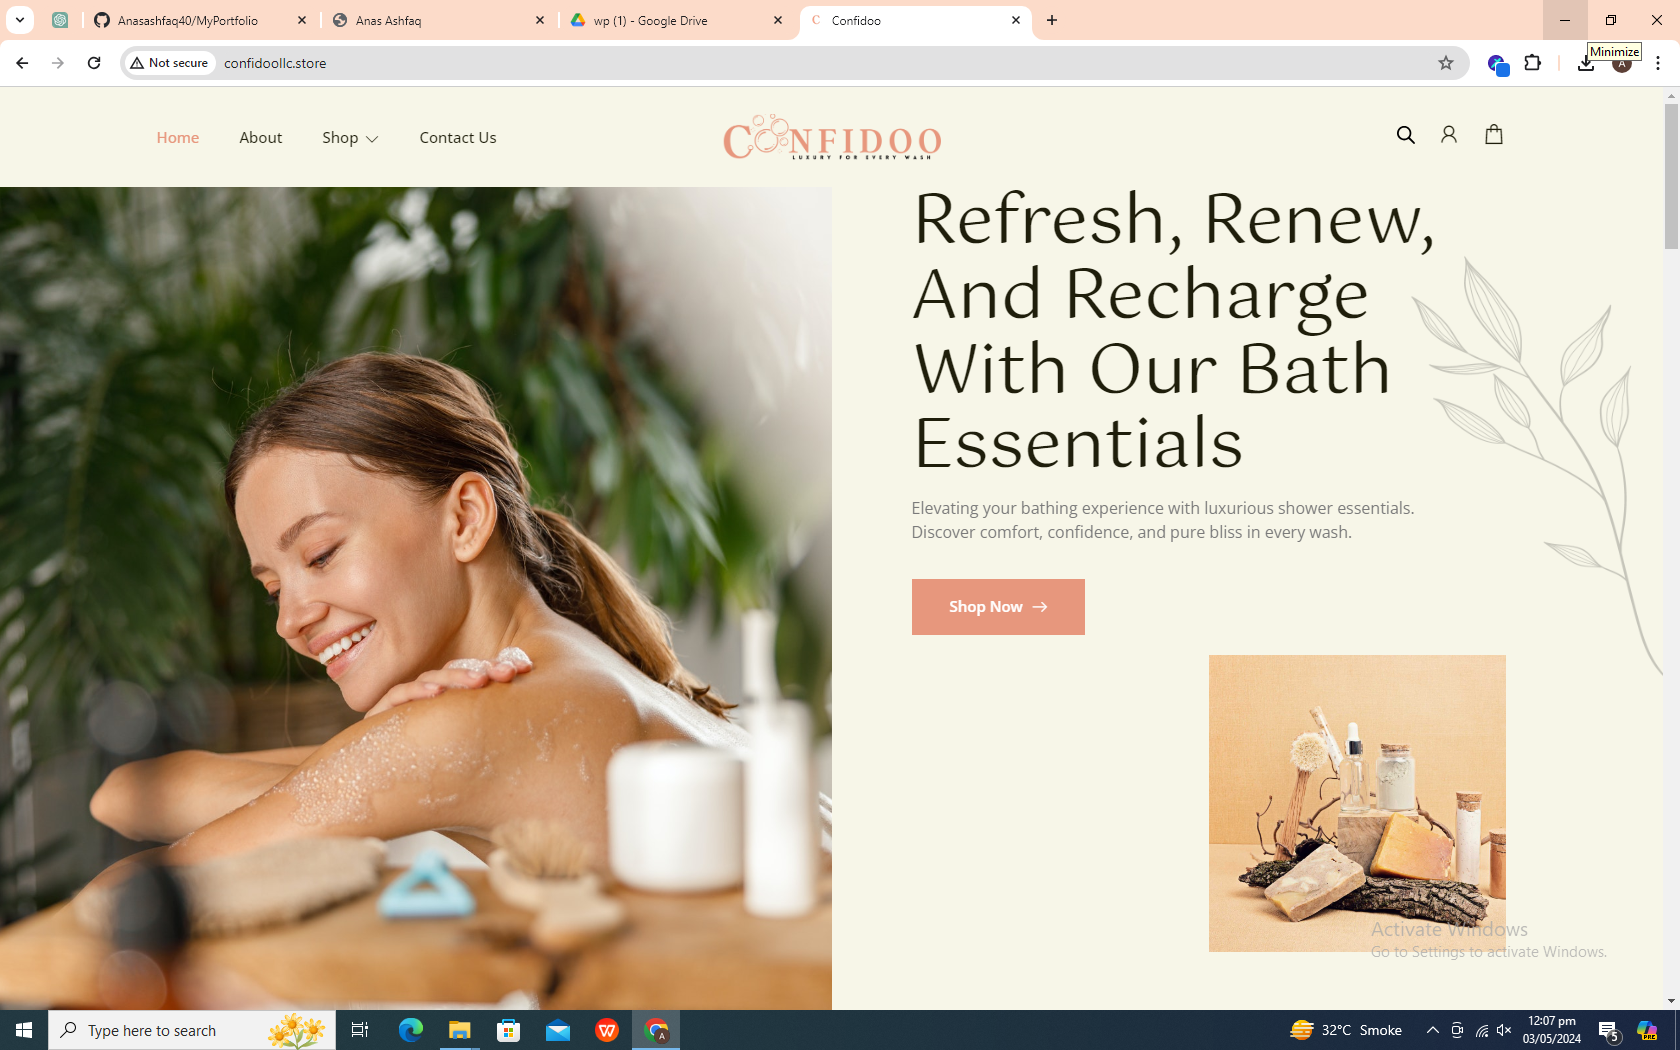 Anasashfaq40/MyPortfolio
Anas Ashfaq
wp (1) - Google Drive
Confidoo
Minimize
Not secure
confidoollc.store
A
Home
About
Shop
Contact Us
CONFIDOO
LUXURY FOR EVERY WASH
Refresh, Renew,
And Recharge
With Our Bath
Essentials
Elevating your bathing experience with luxurious shower essentials.
Discover comfort, confidence, and pure bliss in every wash.
Shop Now
Activate Windows
Go to Settings to activate Windows.
Type here to search
A
32°C Smoke
12:07 pm
03/05/2024
5
PRE